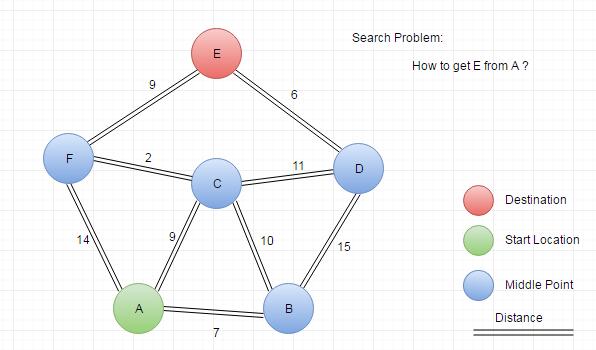 Search Problem:
How to get E from A ?
E
9
6
F
2
C
11
D
14
9
10
15
A
7
B
Destination
Start Location
Middle Point
Distance